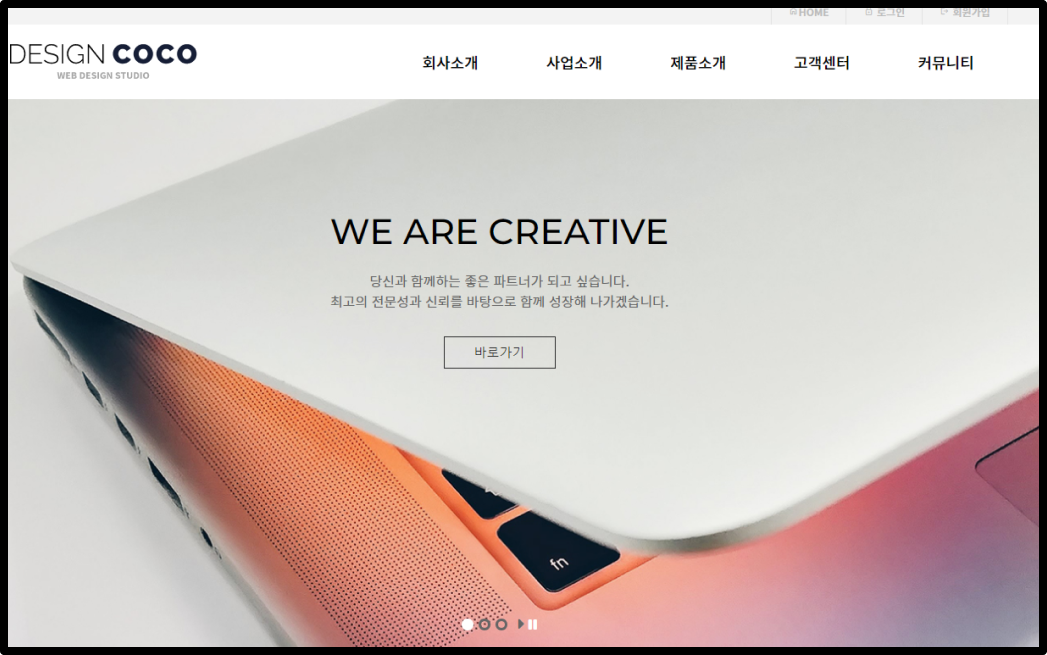 HOME 로그인 회원가입
DESIGN COCO
WEB DESIGN STUDIO
회사소개 사업소개 제품소개 고객센터 커뮤니티
WE ARE CREATIVE
당신과 함께하는 좋은 파트너가 되고 싶습니다.
최고의 전문성과 신뢰를 바탕으로 함께 성장해 나가겠습니다.
바로가기
fn